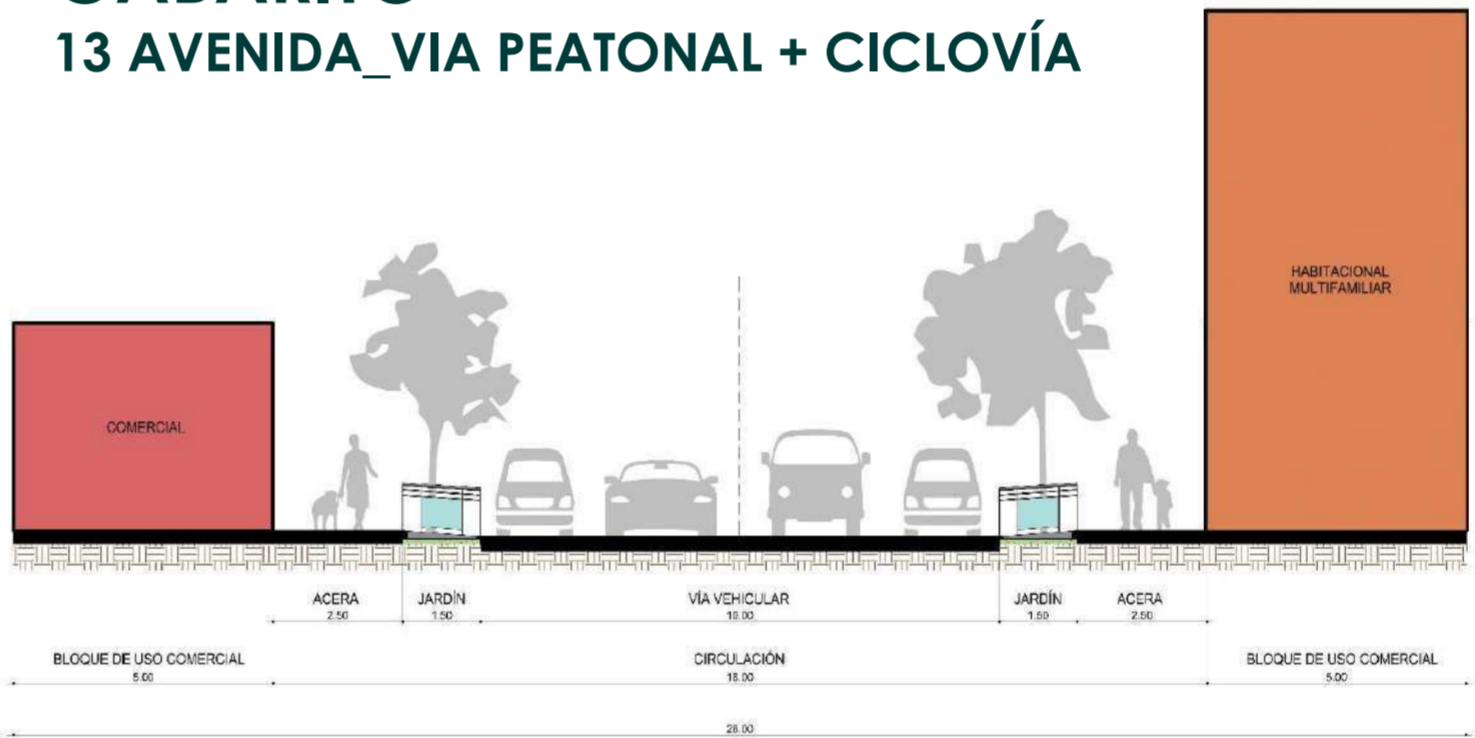 GABARITO
13 AVENIDA_VIA PEATONAL + CICLOVÍA
HABITACIONAL
MULTIFAMILIAR
COMERCIAL
ACERA
2.50
JARDÍN
1.50
VÍA VEHICULAR
10.00
JARDÍN
1.50
ACERA
2.50
BLOQUE DE USO COMERCIAL
5.00
CIRCULACIÓN
18.00
BLOQUE DE USO COMERCIAL
5.00
28.00